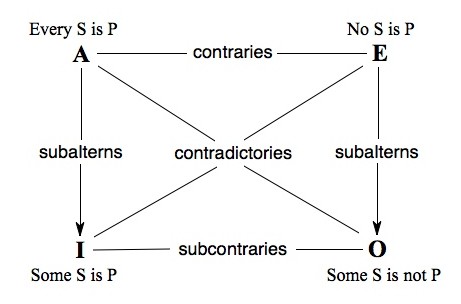 Every S is P
No S is P
A
contraries
E
subalterns
contradictories
subalterns
I
subcontraries
O
Some S is P
Some S is not P